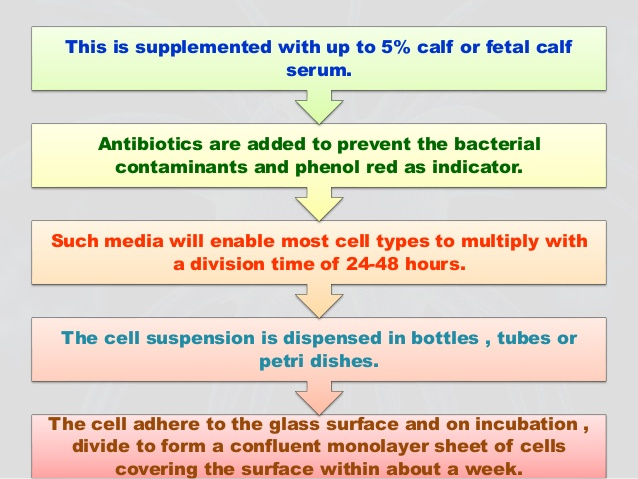 This is supplemented with up to 5% calf or fetal calf
serum.
Antibiotics are added to prevent the bacterial
contaminants and phenol red as indicator.
Such media will enable most cell types to multiply with
a division time of 24-48 hours.
The cell suspension is dispensed in bottles , tubes or
petri dishes.
The cell adhere to the glass surface and on incubation ,
divide to form a confluent monolayer sheet of cells
covering the surface within about a week.